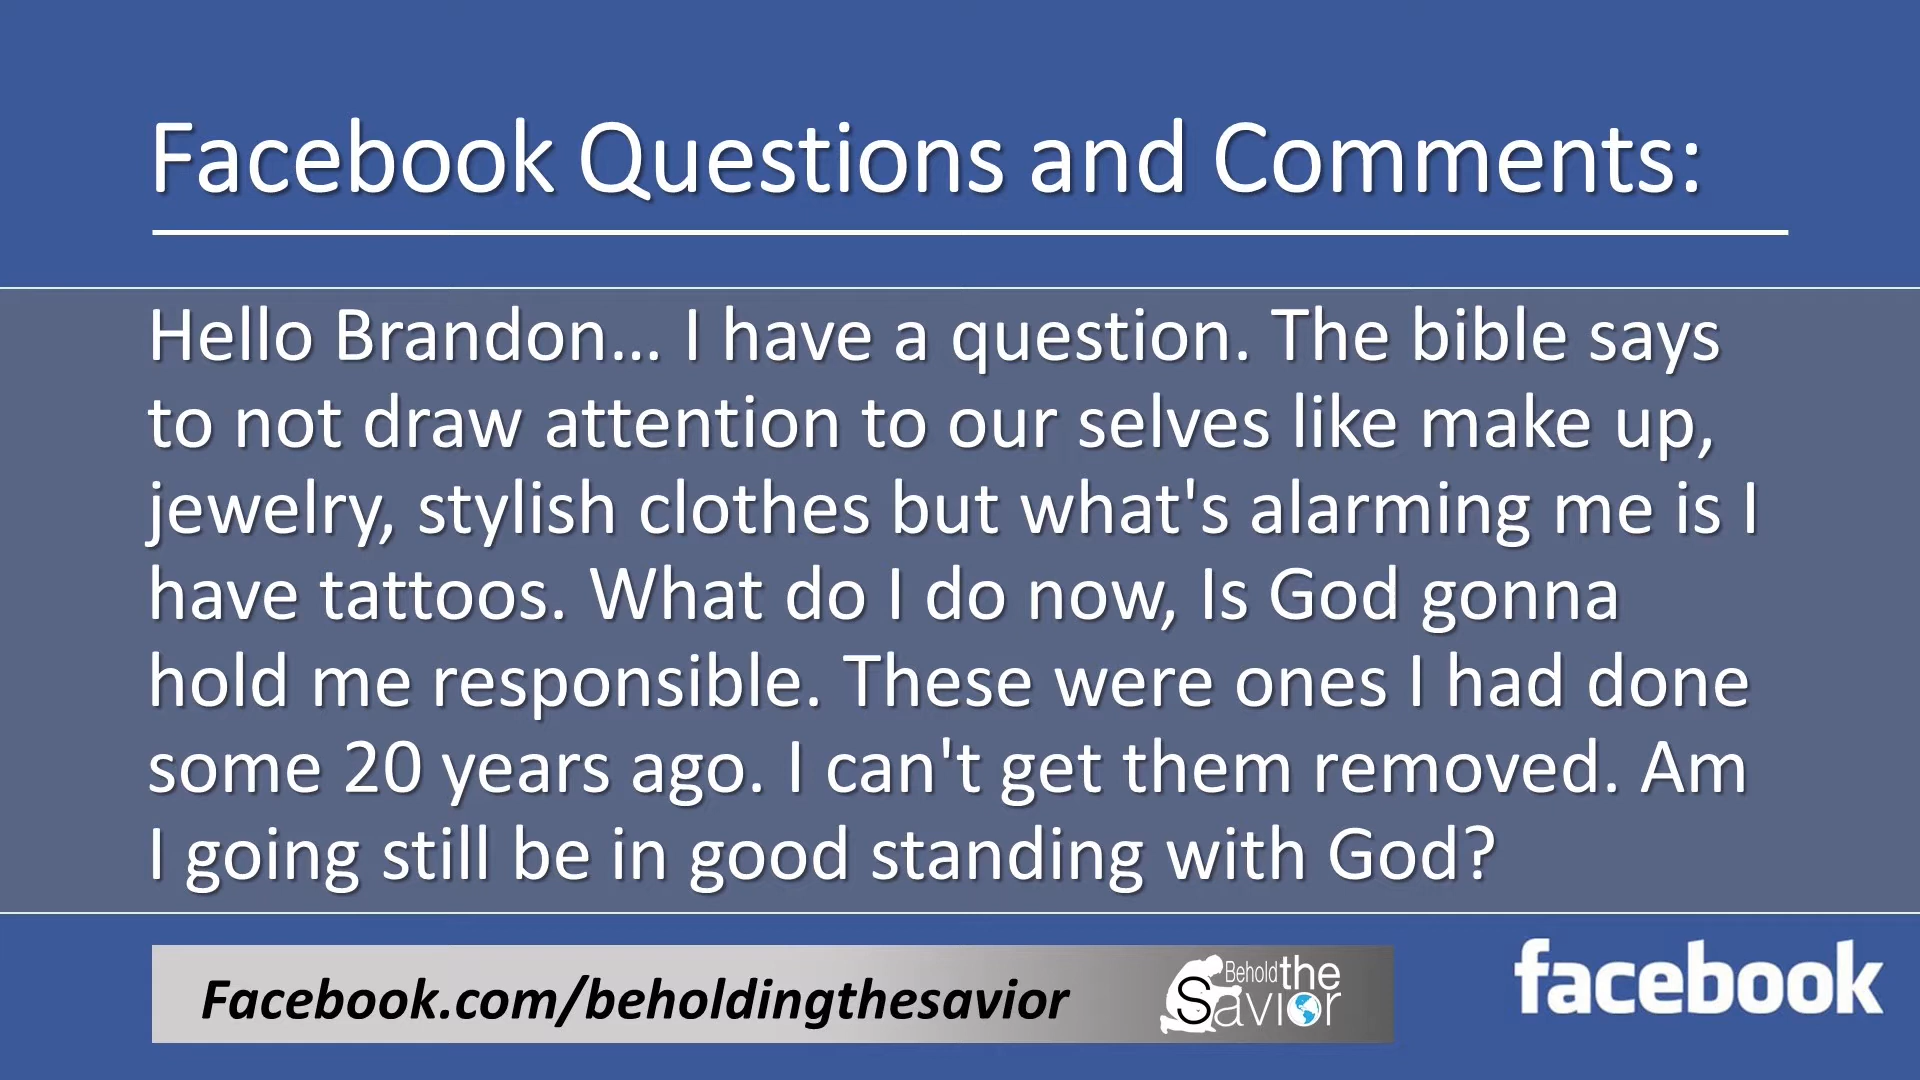 Facebook Questions and Comments:
Hello Brandon... I have a question. The bible says
to not draw attention to our selves like make up,
jewelry, stylish clothes but what's alarming me is I
have tattoos. What do I do now, Is God gonna
hold me responsible. These were ones I had done
some 20 years ago. I can't get them removed. Am
I going still be in good standing with God?
Facebook.com/beholdingthesavior
Behold the
Savior
facebook